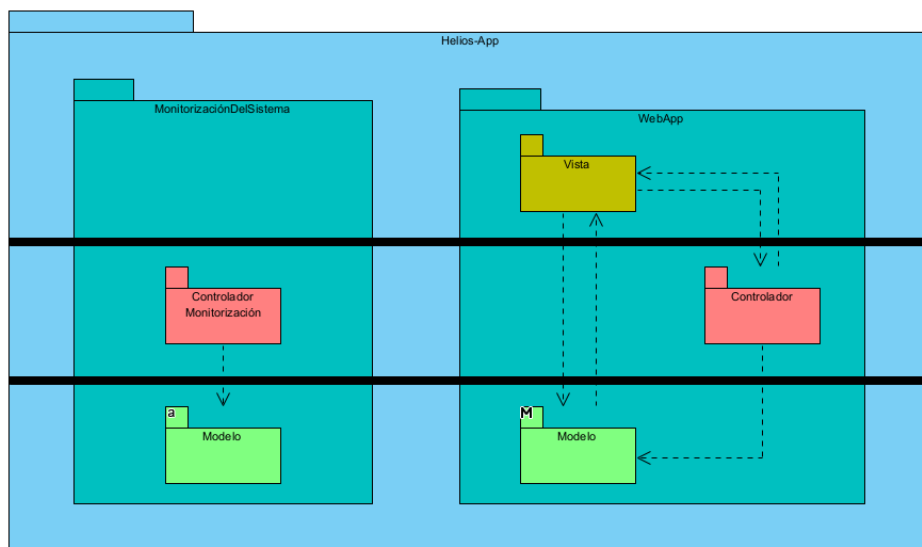 Helios-App
MonitorizaciónDelSistema
WebApp
Vista
Controlador
Monitorización
Controlador
a
Modelo
M
Modelo